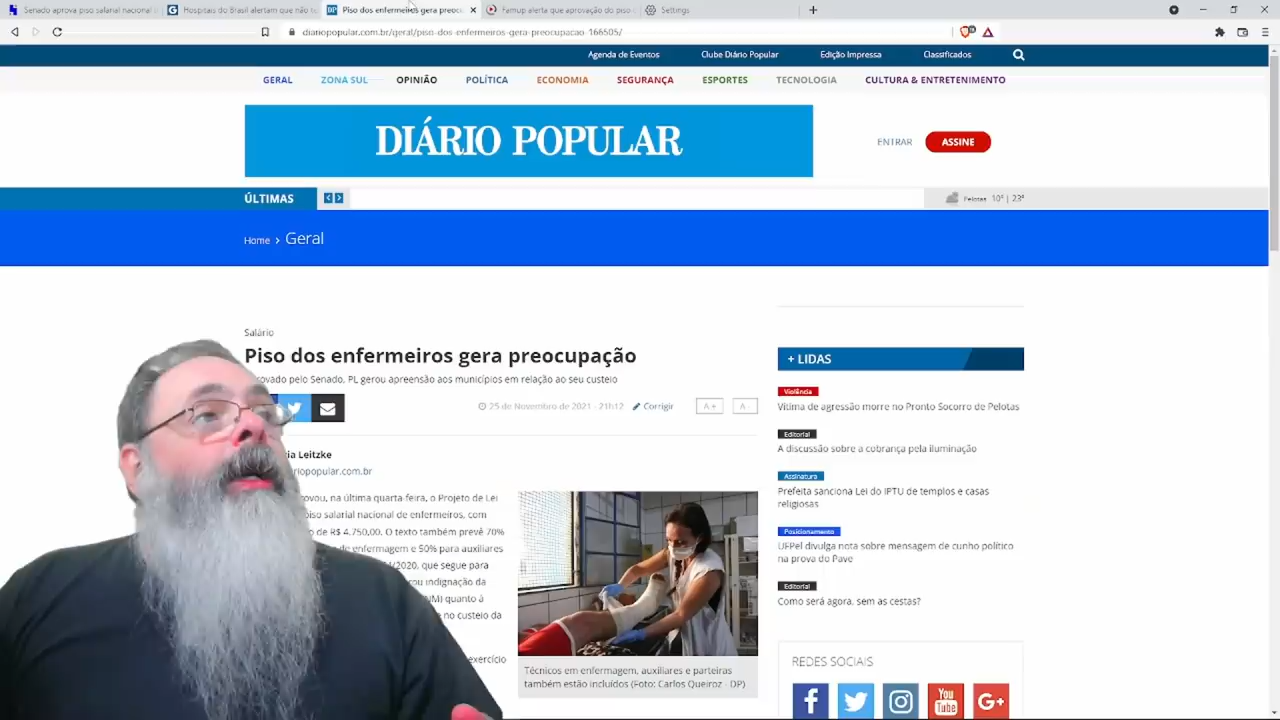 Senado aprova piso salarial nacional d
Hospitais do Brasil alertam que não t
Piso dos enfermeiros gera preocu
Famup alerta que aprovação do piso
Settings
diariopopular.com.br/geral/piso-dos-enfermeiros-gera-preocupacao-166505/
Agenda de Eventos
Clube Diário Popular
Edição Impressa
Classificados
GERAL
ZONA SUL
OPINIÃO
POLÍTICA
ECONOMIA
SEGURANÇA
ESPORTES
TECNOLOGIA
CULTURA & ENTRETENIMENTO
DIÁRIO POPULAR
ENTRAR
ASSINE
ÚLTIMAS
Pelotas 10° | 23°
Home › Geral
Salário
Piso dos enfermeiros gera preocupação
rovado pelo Senado, PL gerou apreensão aos municípios em relação ao seu custeio
25 de Novembro de 2021 - 21h12
Corrigir
A+
A-
ia Leitzke
riopopular.com.br
ovou, na última quarta-feira, o Projeto de Lei
piso salarial nacional de enfermeiros, com
o de R$ 4.750,00. O texto também prevê 70%
de enfermagem e 50% para auxiliares
/2020, que segue para
rou indignação da
M) quanto à
e no custeio da
exercício
Técnicos em enfermagem, auxiliares e parteiras
também estão incluídos (Foto: Carlos Queiroz - DP)
+ LIDAS
Violência
Vítima de agressão morre no Pronto Socorro de Pelotas
Editorial
A discussão sobre a cobrança pela iluminação
Assinatura
Prefeita sanciona Lei do IPTU de templos e casas
religiosas
Posicionamento
UFPel divulga nota sobre mensagem de cunho político
na prova do Pave
Editorial
Como será agora, sem as cestas?
REDES SOCIAIS
You
Tube
G+